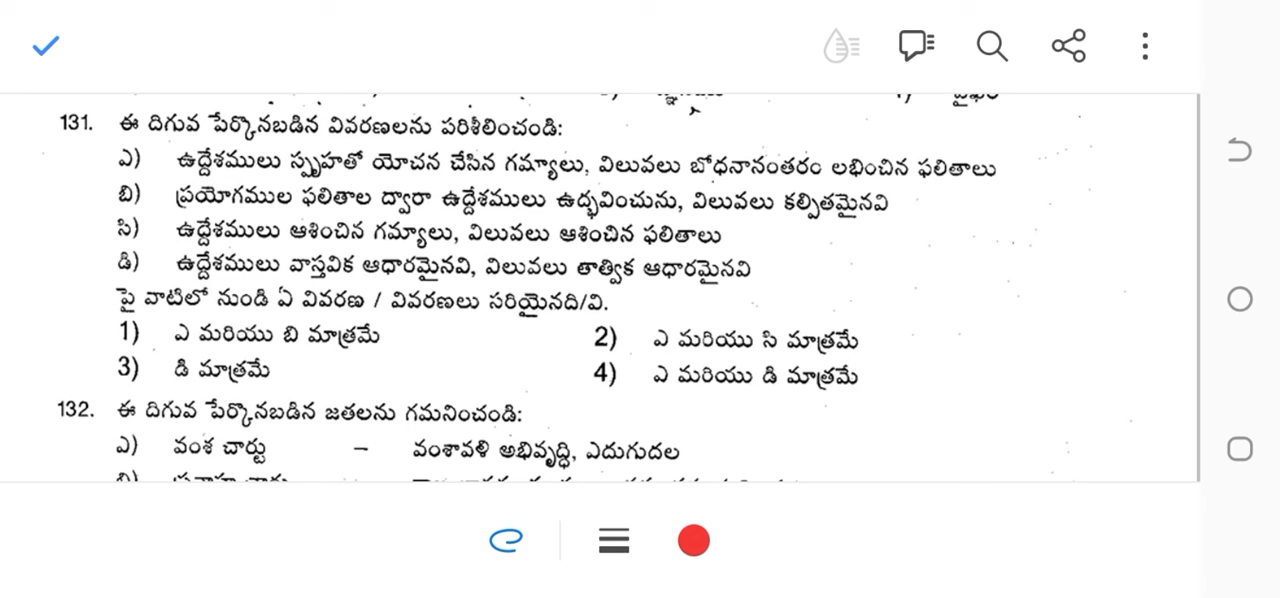 131. ఈ దిగువ పేర్కొనబడిన వివరణలను పరిశీలించండి:
ఎ) ఉద్దేశములు స్పృహతో యోచన చేసిన గమ్యాలు, విలువలు బోధనానంతరం లభించిన ఫలితాలు
బి) ప్రయోగముల ఫలితాల ద్వారా ఉద్దేశములు ఉద్భవించును, విలువలు కల్పితమైనవి
సి) ఉద్దేశములు ఆశించిన గమ్యాలు, విలువలు ఆశించిన ఫలితాలు
డి) ఉద్దేశములు వాస్తవిక ఆధారమైనవి, విలువలు తాత్విక ఆధారమైనవి
పై వాటిలో నుండి ఏ వివరణ / వివరణలు సరియైనది/వి.
1) ఎ మరియు బి మాత్రమే 2) ఎ మరియు సి మాత్రమే
3) డి మాత్రమే 4) ఎ మరియు డి మాత్రమే
132. ఈ దిగువ పేర్కొనబడిన జతలను గమనించండి:
ఎ) వంశ చార్టు – వంశావళి అభివృద్ధి, ఎదుగుదల